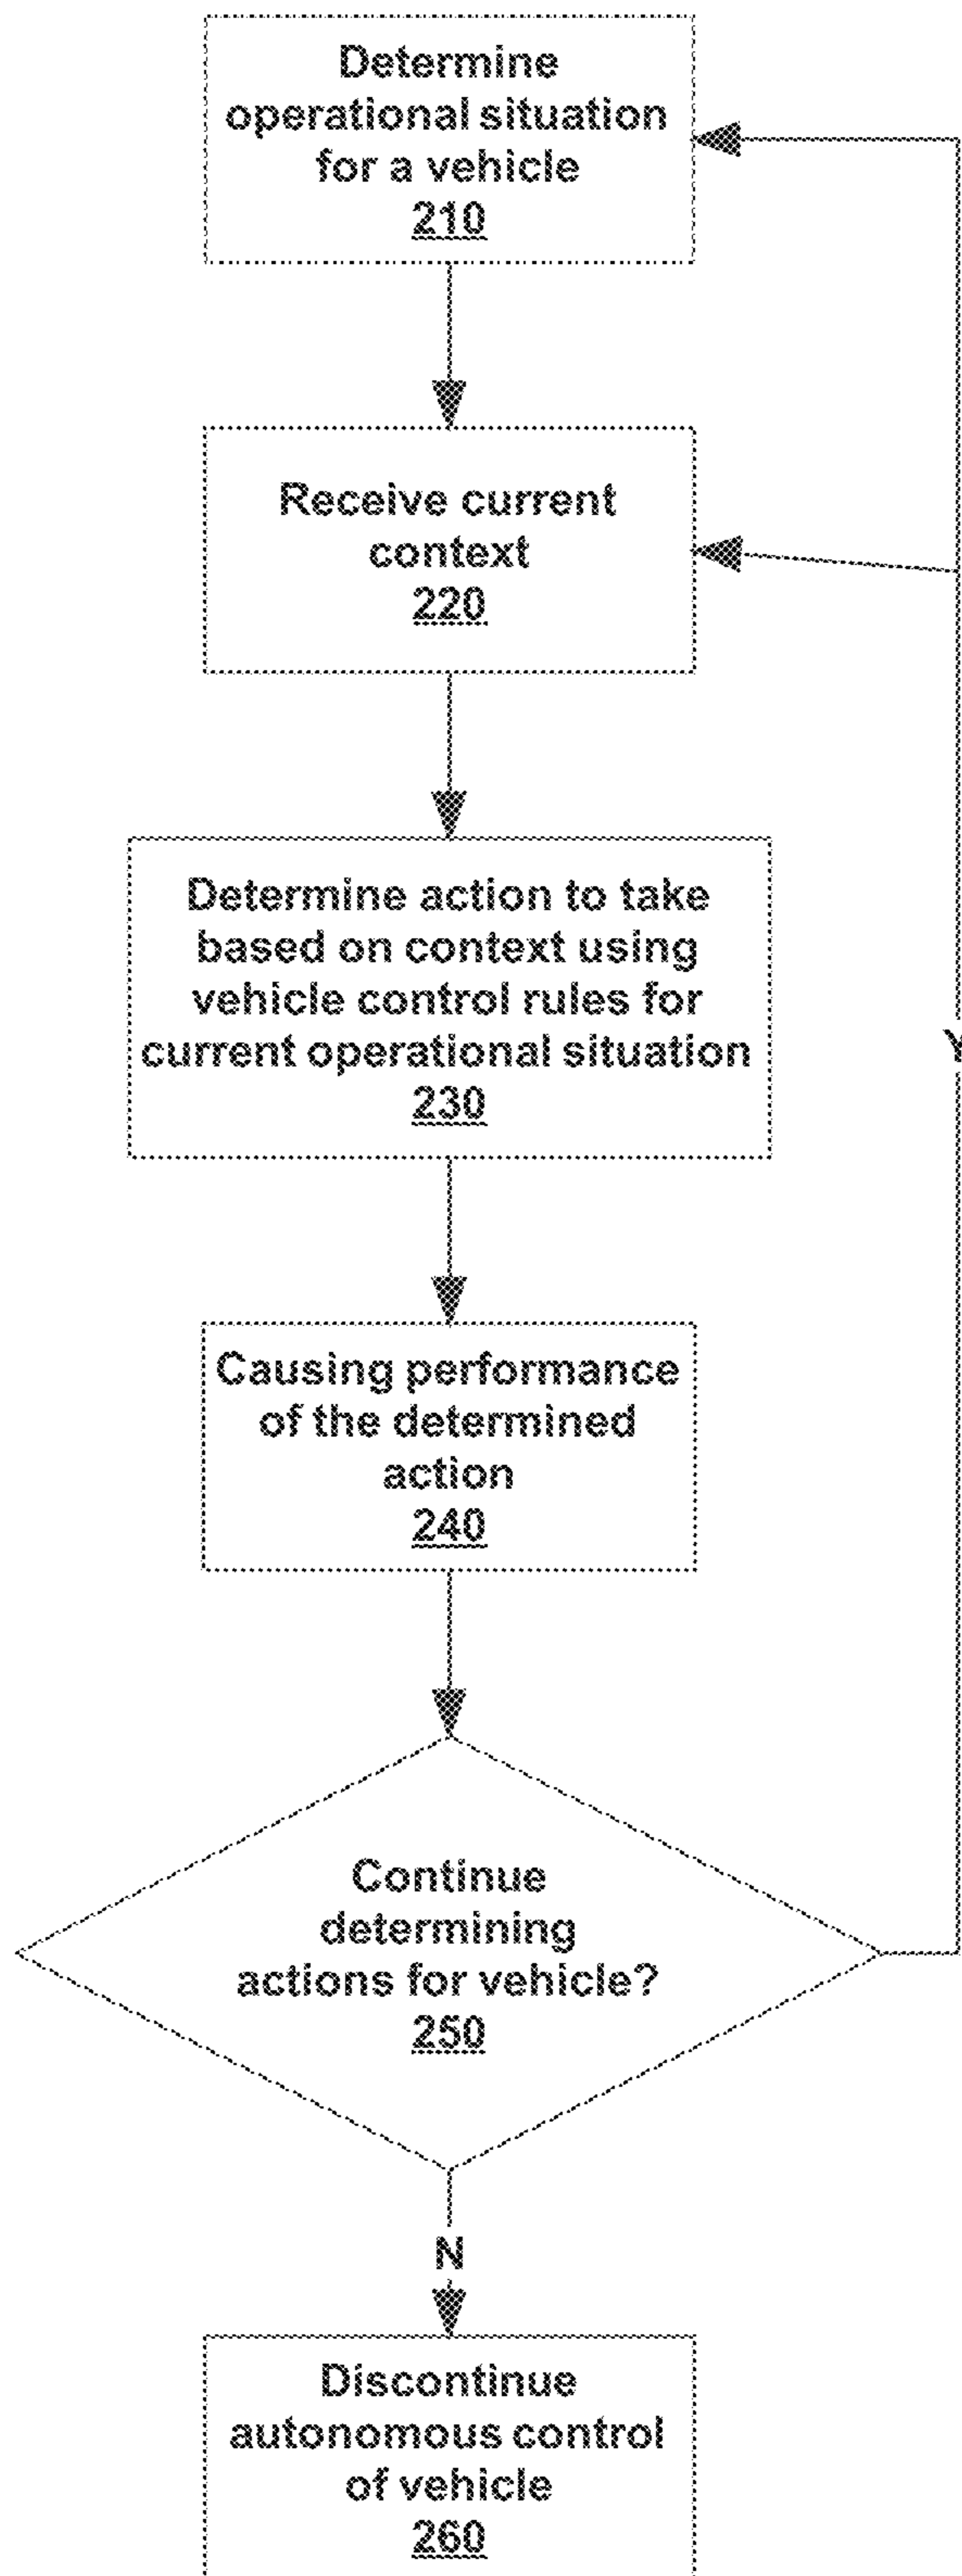 Determine
operational situation
for a vehicle
210
Receive current
context
220
Determine action to take
based on context using
vehicle control rules for
current operational situation
230
Y
Causing performance
of the determined
action
240
Continue
determining
actions for vehicle?
250
N
Discontinue
autonomous control
of vehicle
260